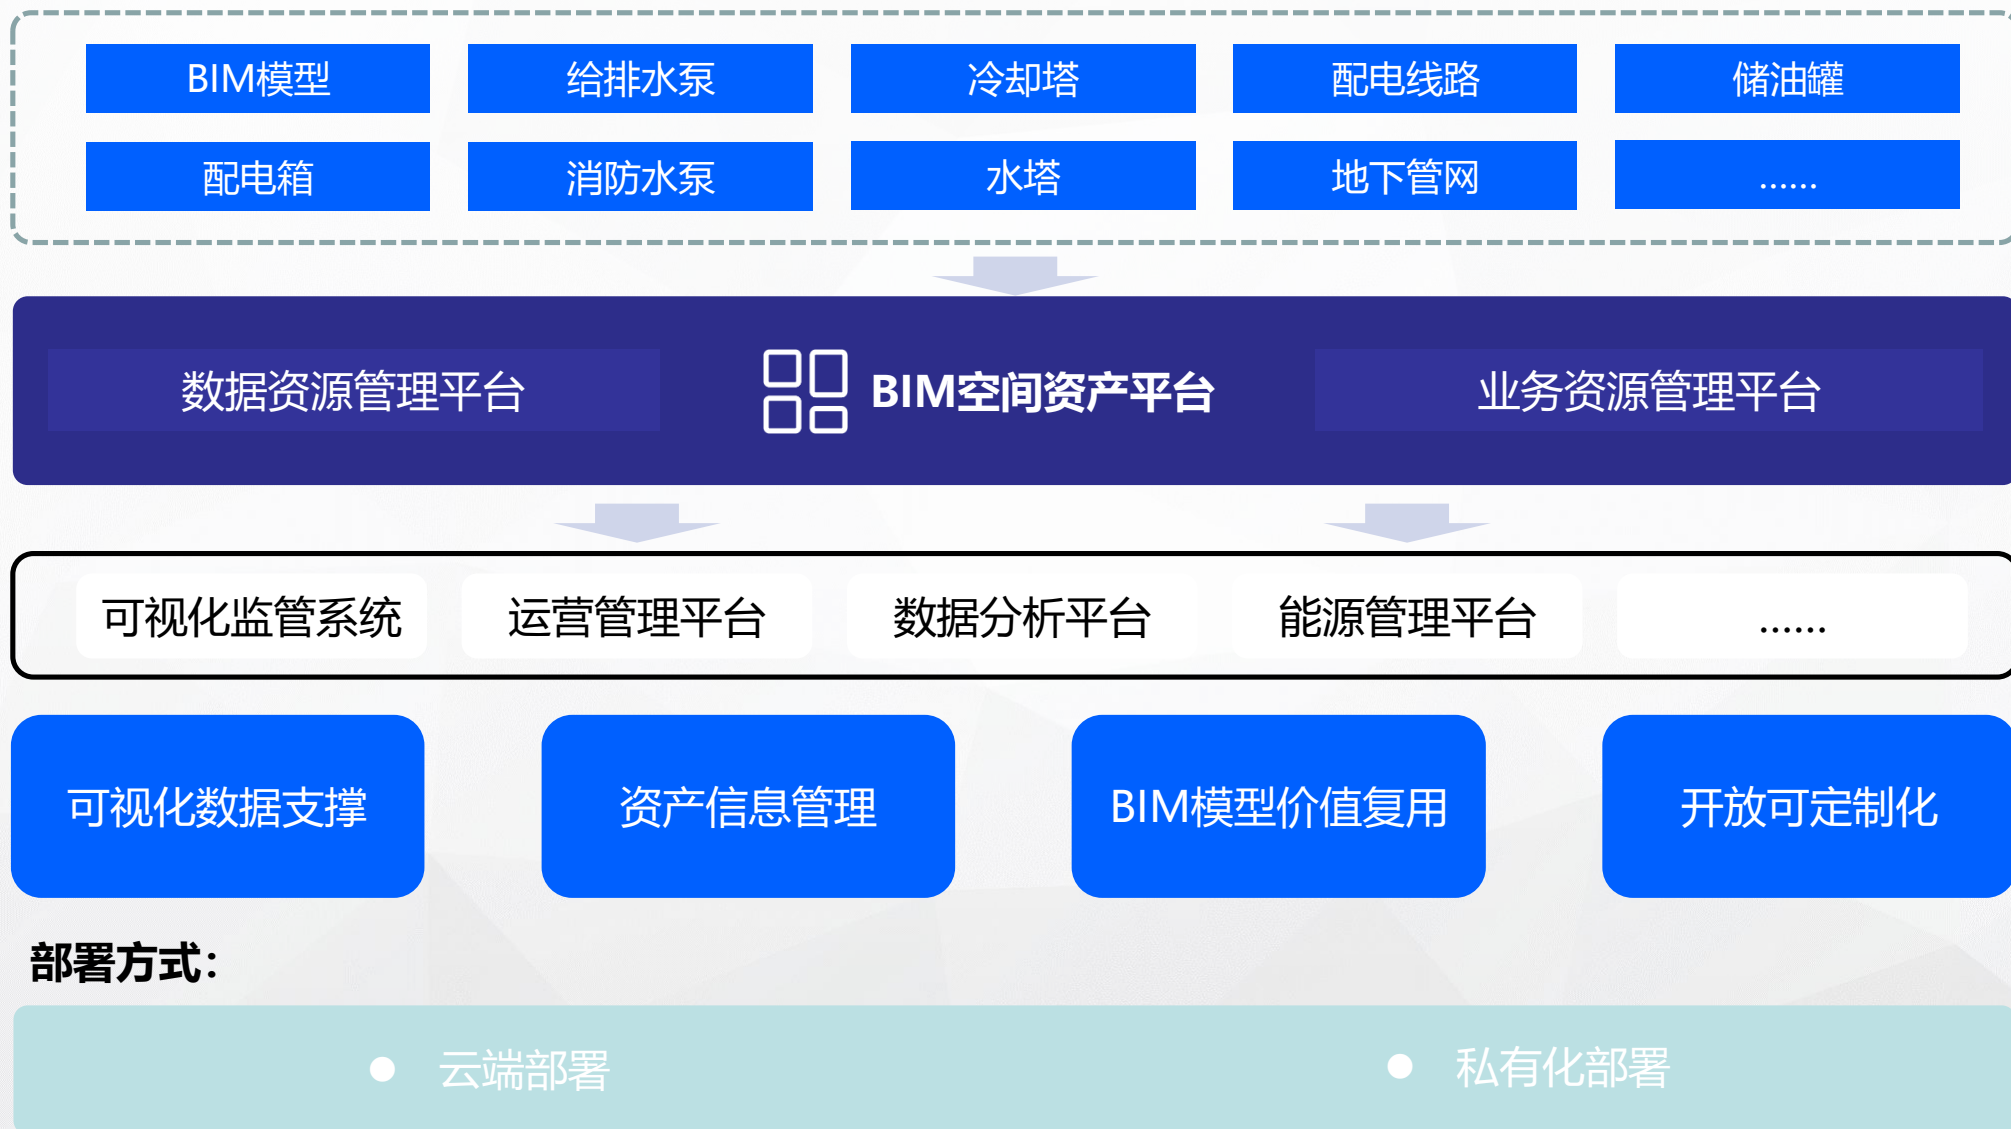 BIM模型 给排水泵 冷却塔 配电线路 储油罐
配电箱 消防水泵 水塔 地下管网 ......
数据资源管理平台 BIM空间资产平台 业务资源管理平台
可视化监管系统 运营管理平台 数据分析平台 能源管理平台 ......
可视化数据支撑 资产信息管理 BIM模型价值复用 开放可定制化
部署方式：
● 云端部署 ● 私有化部署